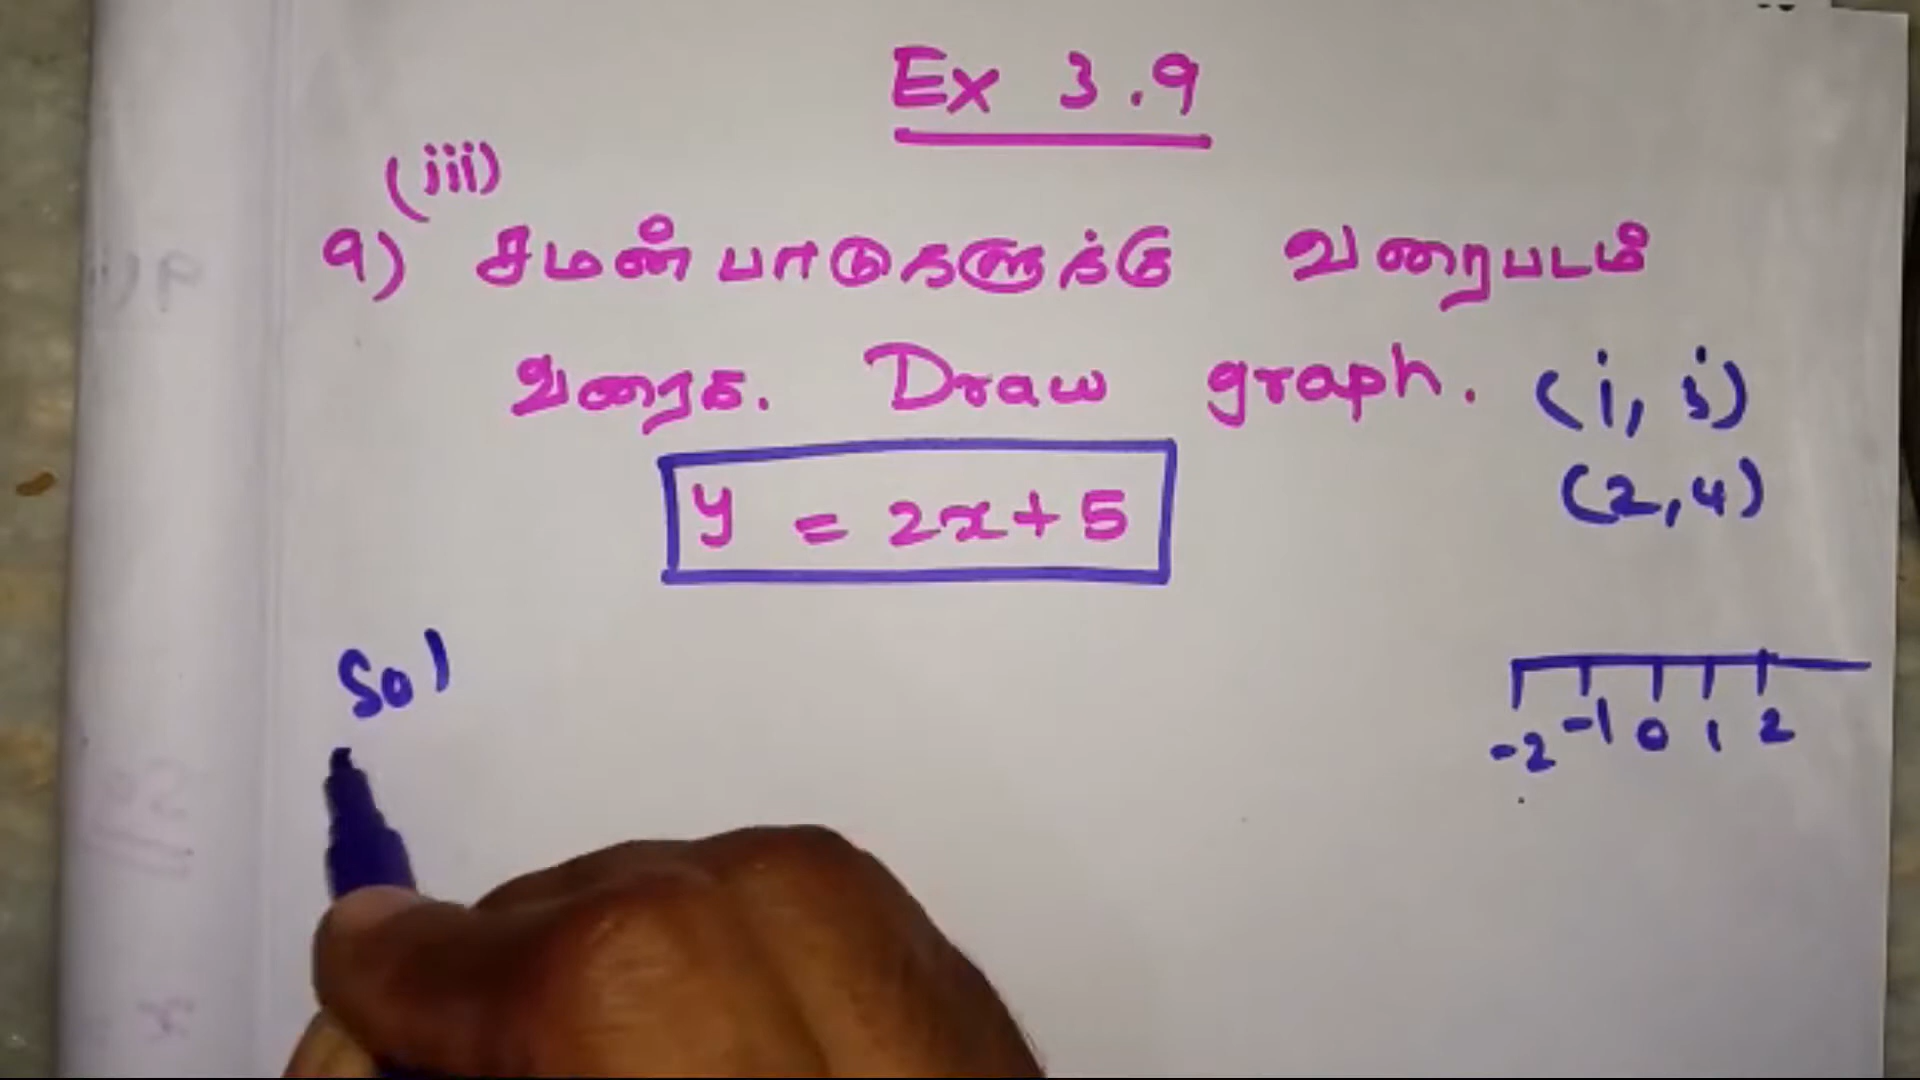 Ex 3.9
(iii)
9) சமன்பாடுகளுக்கு வரைபடம்
வரைக. Draw graph.
(i, j)
(2,4)
y = 2x+5
Sol
-2 -1 0 1 2